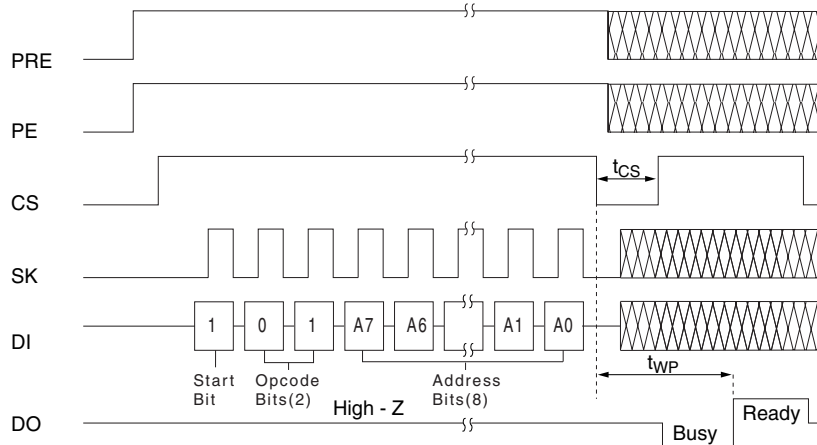 PRE
PE
CS
tCS
SK
DI
1 0 1 A7 A6 A1 A0
Start Bit
Opcode Bits(2)
Address Bits(8)
tWP
DO
High - Z
Busy
Ready